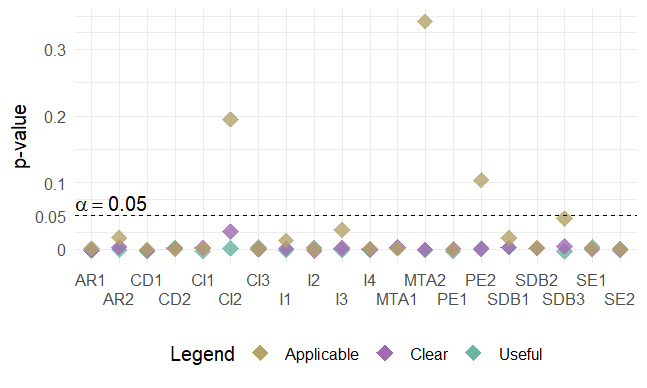 0.3
0.2
p-value
0.1
α = 0.05
0.05
0
AR1 CD1 CI1 CI3 I2 I4 MTA2 PE2 SDB2 SE1
AR2 CD2 CI2 I1 I3 MTA1 PE1 SDB1 SDB3 SE2
Legend Applicable Clear Useful